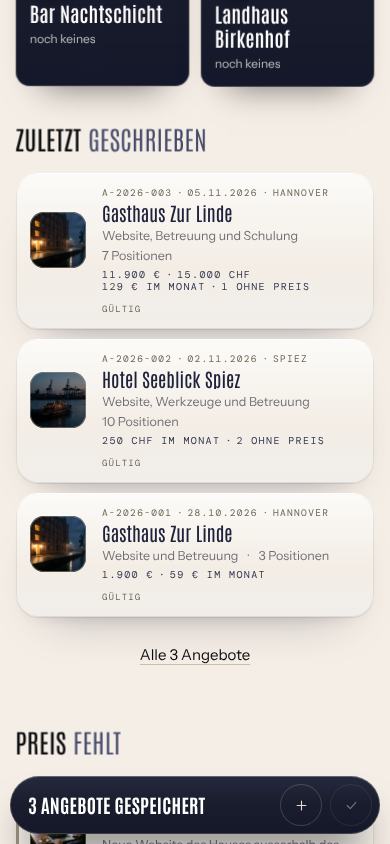 Bar Nachtschicht
noch keines
Landhaus
Birkenhof
noch keines
ZULETZT GESCHRIEBEN
A-2026-003 · 05.11.2026 · HANNOVER
Gasthaus Zur Linde
Website, Betreuung und Schulung
7 Positionen
11.900 € · 15.000 CHF
129 € IM MONAT · 1 OHNE PREIS
GÜLTIG
A-2026-002 · 02.11.2026 · SPIEZ
Hotel Seeblick Spiez
Website, Werkzeuge und Betreuung
10 Positionen
250 CHF IM MONAT · 2 OHNE PREIS
GÜLTIG
A-2026-001 · 28.10.2026 · HANNOVER
Gasthaus Zur Linde
Website und Betreuung · 3 Positionen
1.900 € · 59 € IM MONAT
GÜLTIG
Alle 3 Angebote
PREIS FEHLT
3 ANGEBOTE GESPEICHERT